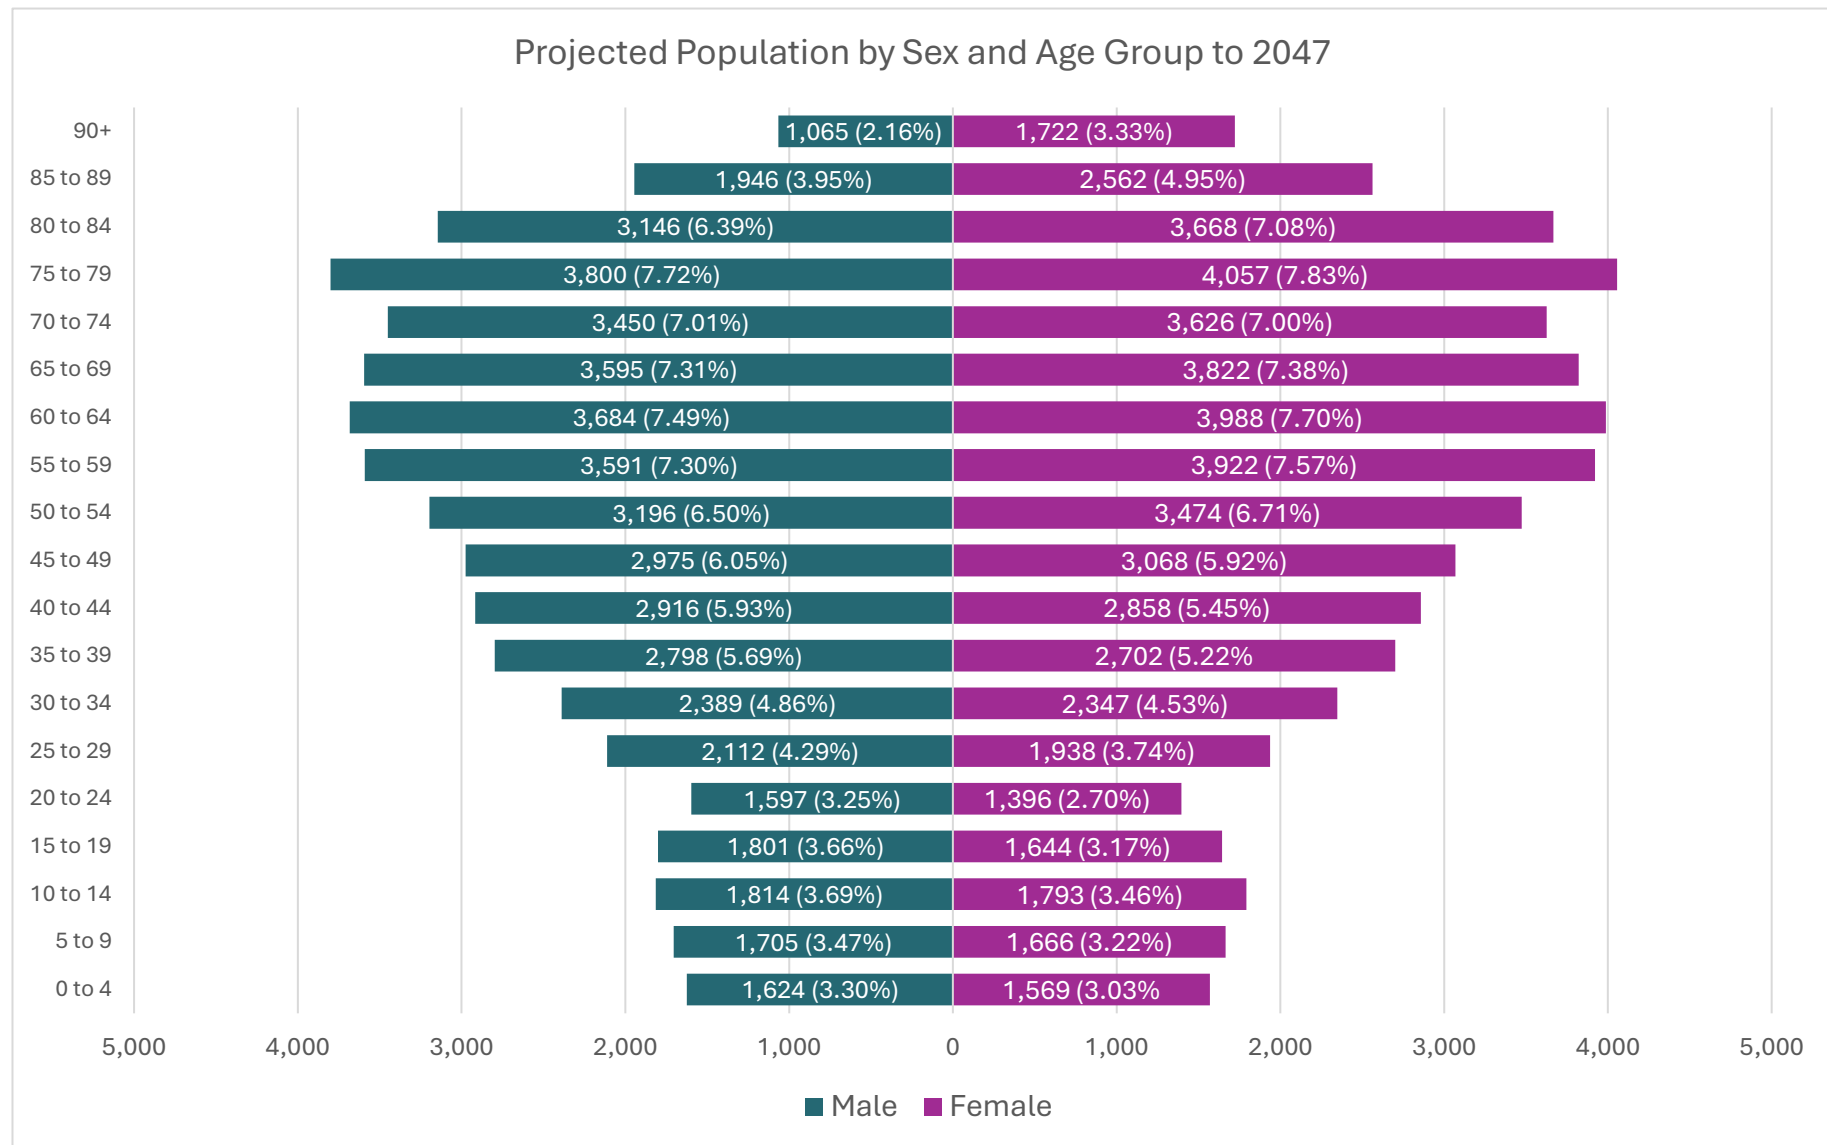 Projected Population by Sex and Age Group to 2047
90+ 1,065 (2.16%) 1,722 (3.33%)
85 to 89 1,946 (3.95%) 2,562 (4.95%)
80 to 84 3,146 (6.39%) 3,668 (7.08%)
75 to 79 3,800 (7.72%) 4,057 (7.83%)
70 to 74 3,450 (7.01%) 3,626 (7.00%)
65 to 69 3,595 (7.31%) 3,822 (7.38%)
60 to 64 3,684 (7.49%) 3,988 (7.70%)
55 to 59 3,591 (7.30%) 3,922 (7.57%)
50 to 54 3,196 (6.50%) 3,474 (6.71%)
45 to 49 2,975 (6.05%) 3,068 (5.92%)
40 to 44 2,916 (5.93%) 2,858 (5.45%)
35 to 39 2,798 (5.69%) 2,702 (5.22%
30 to 34 2,389 (4.86%) 2,347 (4.53%)
25 to 29 2,112 (4.29%) 1,938 (3.74%)
20 to 24 1,597 (3.25%) 1,396 (2.70%)
15 to 19 1,801 (3.66%) 1,644 (3.17%)
10 to 14 1,814 (3.69%) 1,793 (3.46%)
5 to 9 1,705 (3.47%) 1,666 (3.22%)
0 to 4 1,624 (3.30%) 1,569 (3.03%
5,000 4,000 3,000 2,000 1,000 0 1,000 2,000 3,000 4,000 5,000
Male Female